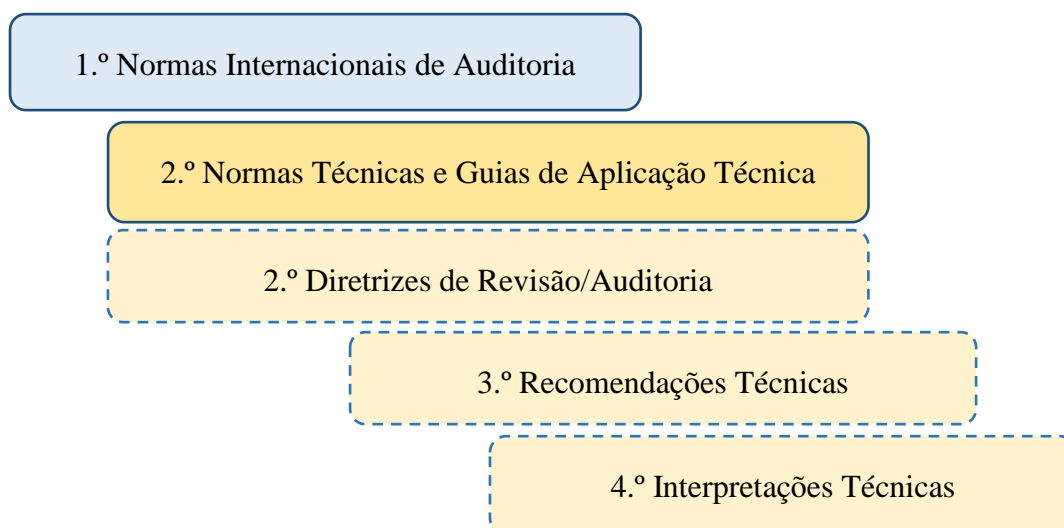 1.º Normas Internacionais de Auditoria
2.º Normas Técnicas e Guias de Aplicação Técnica
2.º Diretrizes de Revisão/Auditoria
3.º Recomendações Técnicas
4.º Interpretações Técnicas